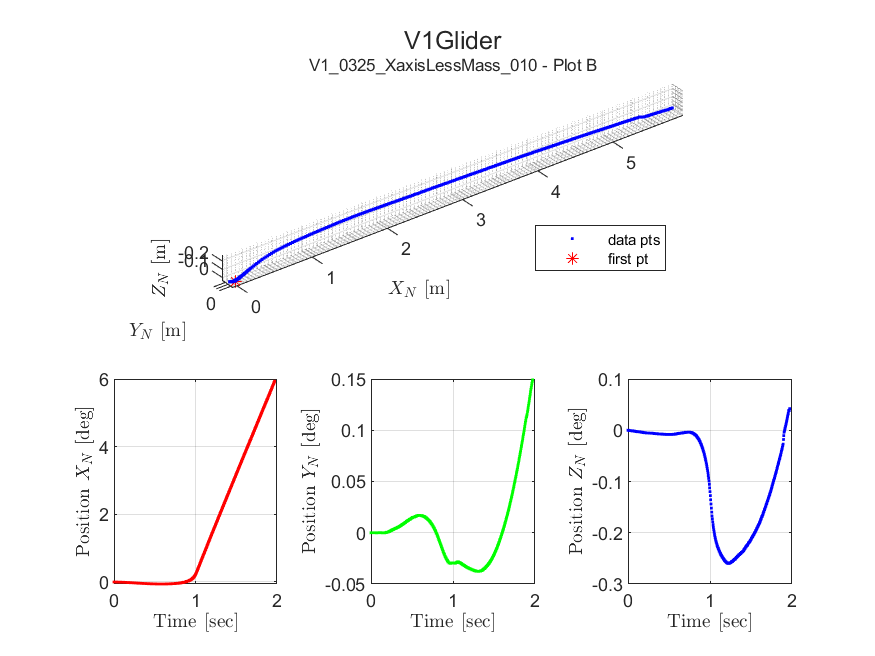 V1Glider
V1_0325_XaxisLessMass_010 - Plot B
5
4
3
2
1
0
X_N [m]
-0.2
-0.1
0
Z_N [m]
0
Y_N [m]
data pts
first pt
6
4
2
0
Position X_N [deg]
0 1 2
Time [sec]
0.15
0.1
0.05
0
-0.05
Position Y_N [deg]
0 1 2
Time [sec]
0.1
0
-0.1
-0.2
-0.3
Position Z_N [deg]
0 1 2
Time [sec]